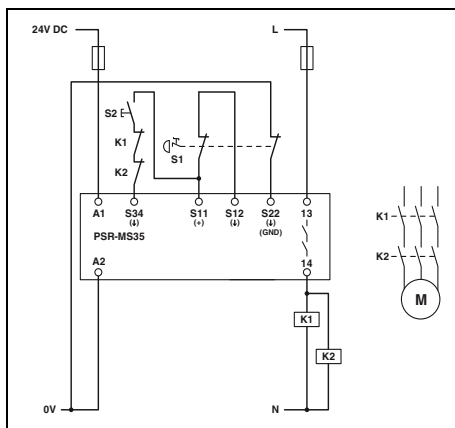 24V DC
L
S2
K1
S1
K2
A1
S34
(↓)
S11
(+)
S12
(↓)
S22
(↓)
(GND)
13
PSR-MS35
A2
14
K1
K2
M
K1
K2
0V
N